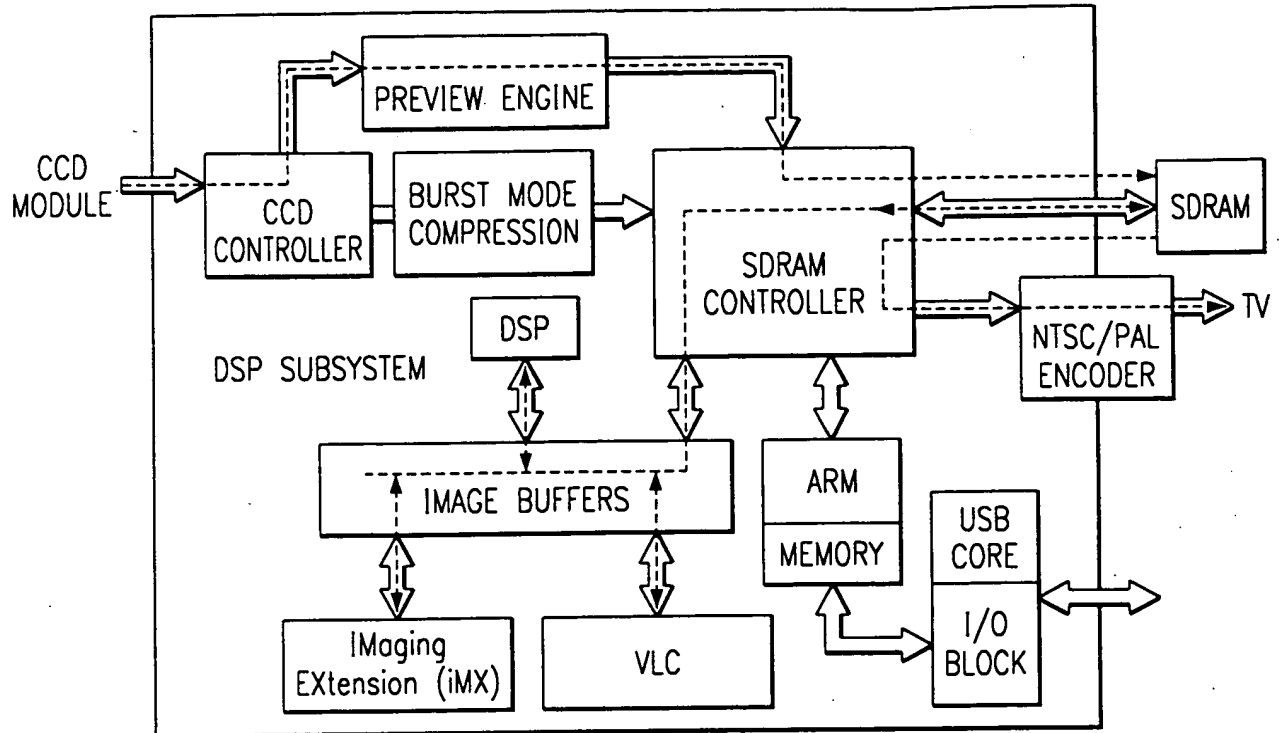 PREVIEW ENGINE
CCD
MODULE
CCD
CONTROLLER
BURST MODE
COMPRESSION
SDRAM
CONTROLLER
SDRAM
NTSC/PAL
ENCODER
TV
DSP
DSP SUBSYSTEM
IMAGE BUFFERS
ARM
MEMORY
USB
CORE
I/O
BLOCK
IMaging
EXtension (iMX)
VLC